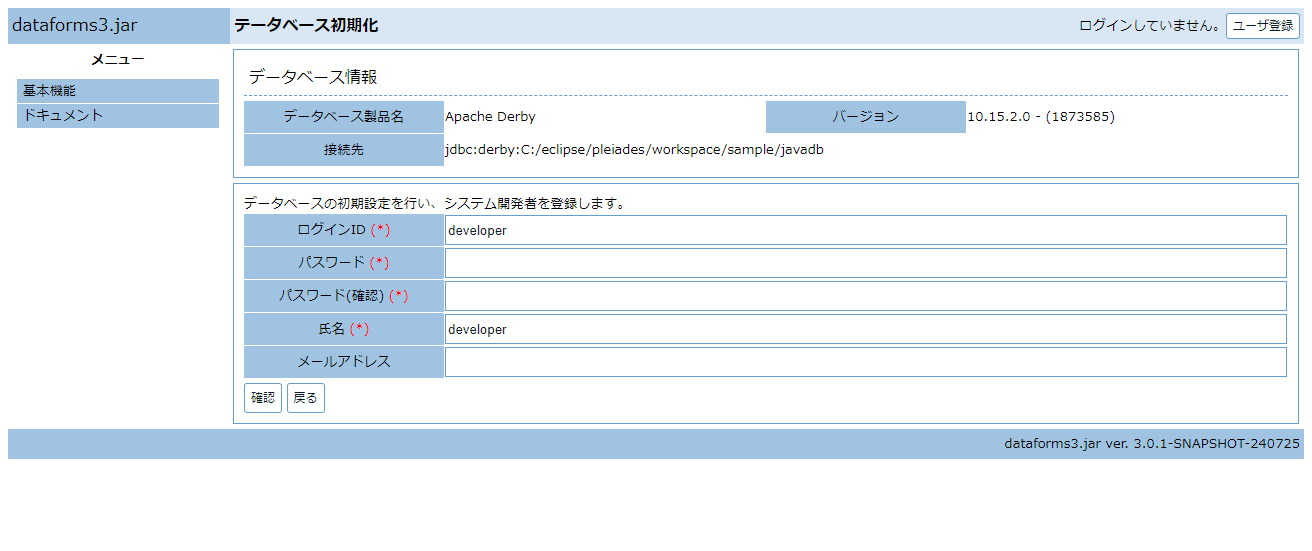 dataforms3.jar
データベース初期化
ログインしていません。 ユーザ登録
メニュー
基本機能
ドキュメント
データベース情報
データベース製品名 Apache Derby バージョン 10.15.2.0 - (1873585)
接続先 jdbc:derby:C:/eclipse/pleiades/workspace/sample/javadb
データベースの初期設定を行い、システム開発者を登録します。
ログインID (*) developer
パスワード (*)
パスワード(確認) (*)
氏名 (*) developer
メールアドレス
確認 戻る
dataforms3.jar ver. 3.0.1-SNAPSHOT-240725